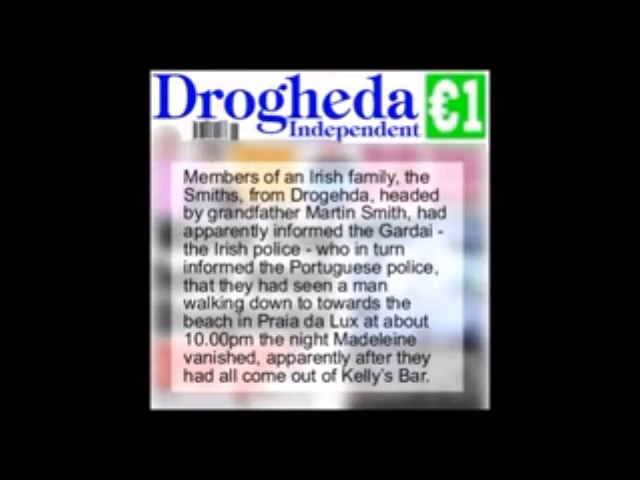 Drogheda
€1
Independent
Members of an Irish family, the
Smiths, from Drogehda, headed
by grandfather Martin Smith, had
apparently informed the Gardai -
the Irish police - who in turn
informed the Portuguese police,
that they had seen a man
walking down to towards the
beach in Praia da Lux at about
10.00pm the night Madeleine
vanished, apparently after they
had all come out of Kelly's Bar.